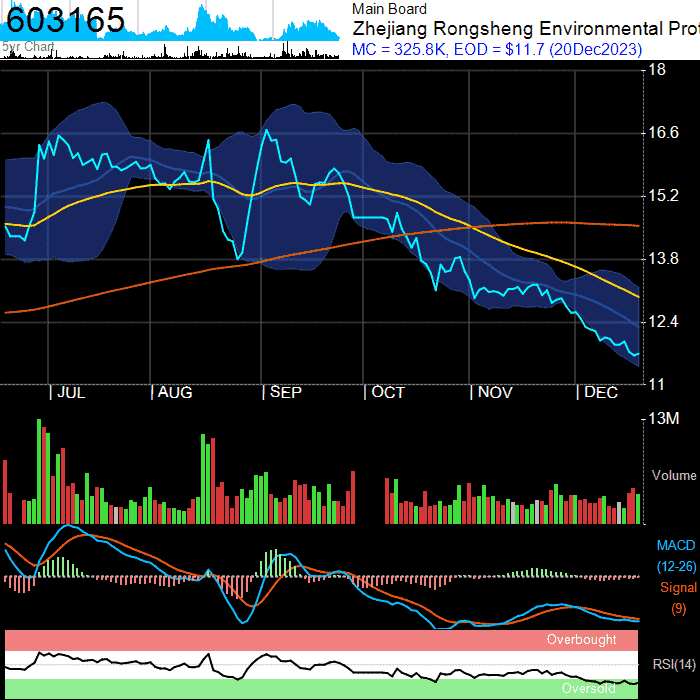 603165
5yr Chart
Main Board
Zhejiang Rongsheng Environmental Prot
MC = 325.8K, EOD = $11.7 (20Dec2023)
18
16.6
15.2
13.8
12.4
11
| JUL | AUG | SEP | OCT | NOV | DEC
13M
Volume
MACD
(12-26)
Signal
(9)
Overbought
RSI(14)
Oversold